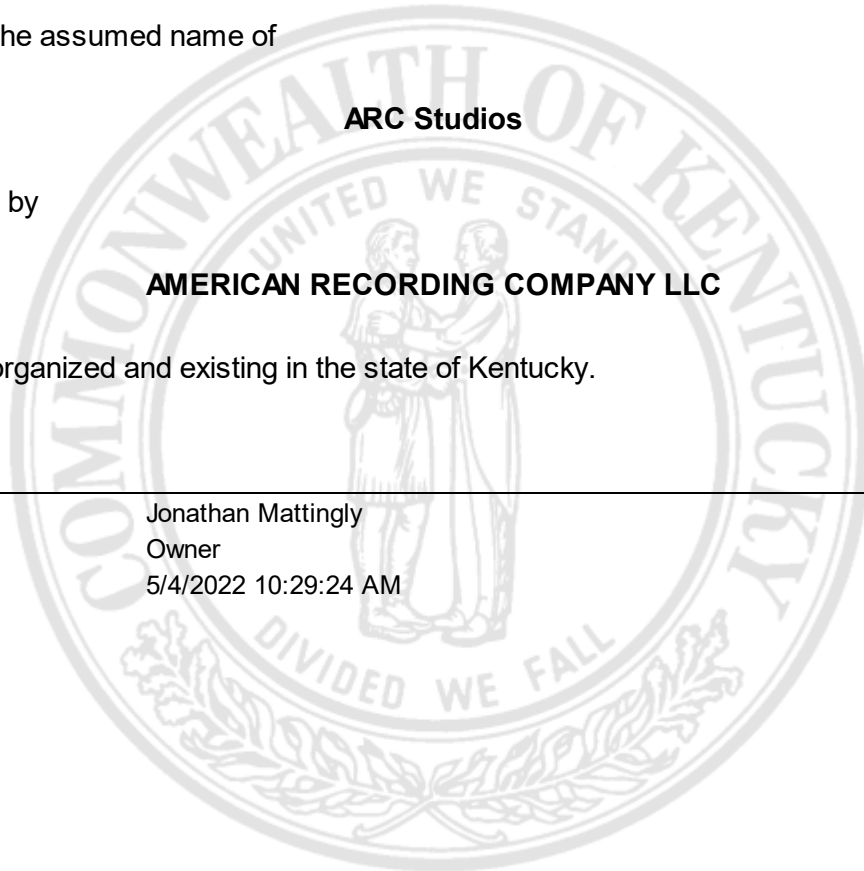 he assumed name of
ARC Studios
by
AMERICAN RECORDING COMPANY LLC
organized and existing in the state of Kentucky.
Jonathan Mattingly
Owner
5/4/2022 10:29:24 AM
COMMONWEALTH OF KENTUCKY
UNITED WE STAND
DIVIDED WE FALL